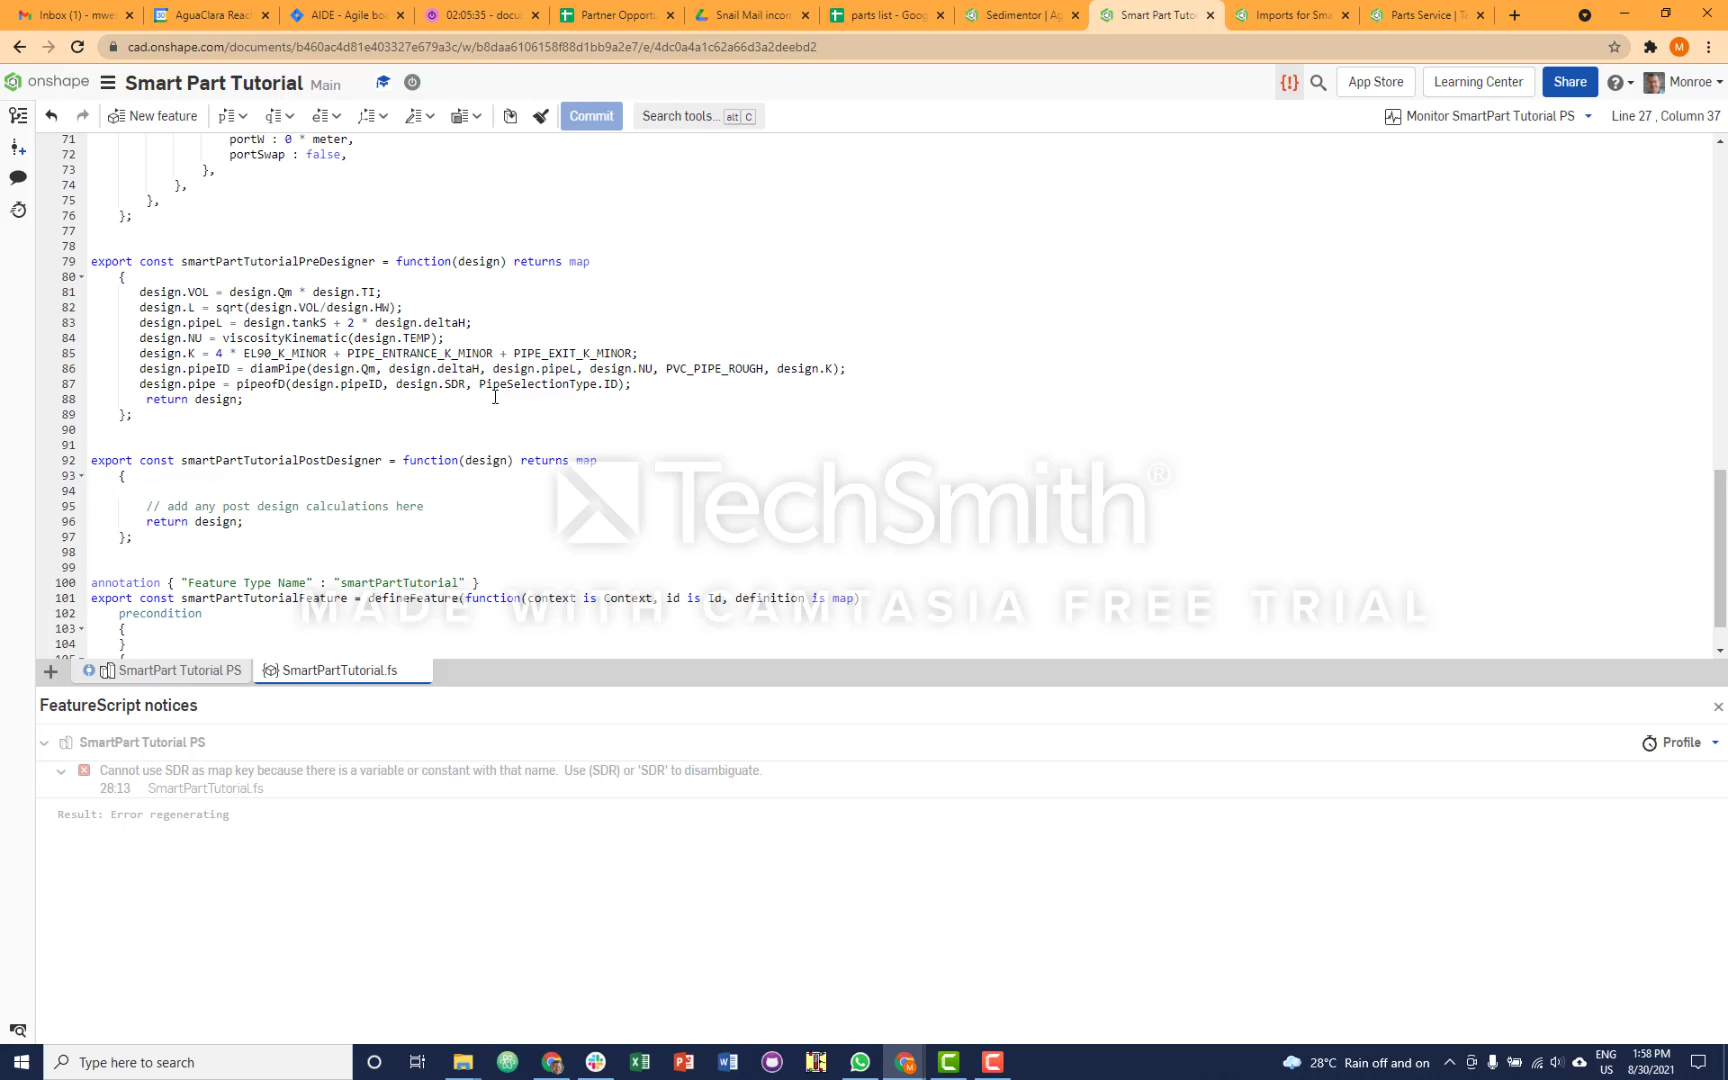 Inbox (1) - mwe
AguaClara Reac
AIDE - Agile bo
02:05:35 - docu
Partner Opportu
Snail Mail incom
parts list - Goog
Sedimentor | Ag
Smart Part Tuto
Imports for Sma
Parts Service | Ta
cad.onshape.com/documents/b460ac4d81e403327e679a3c/w/b8daa6106158f88d1bb9a2e7/e/4dc0a4a1c62a66d3a2deebd2
onshape Smart Part Tutorial Main App Store Learning Center Share Monroe
New feature Commit Search tools... alt C Monitor SmartPart Tutorial PS Line 27 , Column 37
71 portW : 0 * meter,
72 portSwap : false,
73 },
74 },
75 },
76 };
77
78
79 export const smartPartTutorialPreDesigner = function(design) returns map
80 {
81 design.VOL = design.Qm * design.TI;
82 design.L = sqrt(design.VOL/design.HW);
83 design.pipeL = design.tankS + 2 * design.deltaH;
84 design.NU = viscosityKinematic(design.TEMP);
85 design.K = 4 * EL90_K_MINOR + PIPE_ENTRANCE_K_MINOR + PIPE_EXIT_K_MINOR;
86 design.pipeID = diamPipe(design.Qm, design.deltaH, design.pipeL, design.NU, PVC_PIPE_ROUGH, design.K);
87 design.pipe = pipeofD(design.pipeID, design.SDR, PipeSelectionType.ID);
88 return design;
89 };
90
91
92 export const smartPartTutorialPostDesigner = function(design) returns map
93 {
94
95 // add any post design calculations here
96 return design;
97 };
98
99
100 annotation { "Feature Type Name" : "smartPartTutorial" }
101 export const smartPartTutorialFeature = defineFeature(function(context is Context, id is Id, definition is map)
102 precondition
103 {
104 }
TechSmith®
MADE WITH CAMTASIA FREE TRIAL
SmartPart Tutorial PS SmartPartTutorial.fs
FeatureScript notices
SmartPart Tutorial PS Profile
Cannot use SDR as map key because there is a variable or constant with that name. Use (SDR) or 'SDR' to disambiguate.
28:13 SmartPartTutorial.fs
Result: Error regenerating
Type here to search
28°C Rain off and on
ENG
US
1:58 PM
8/30/2021